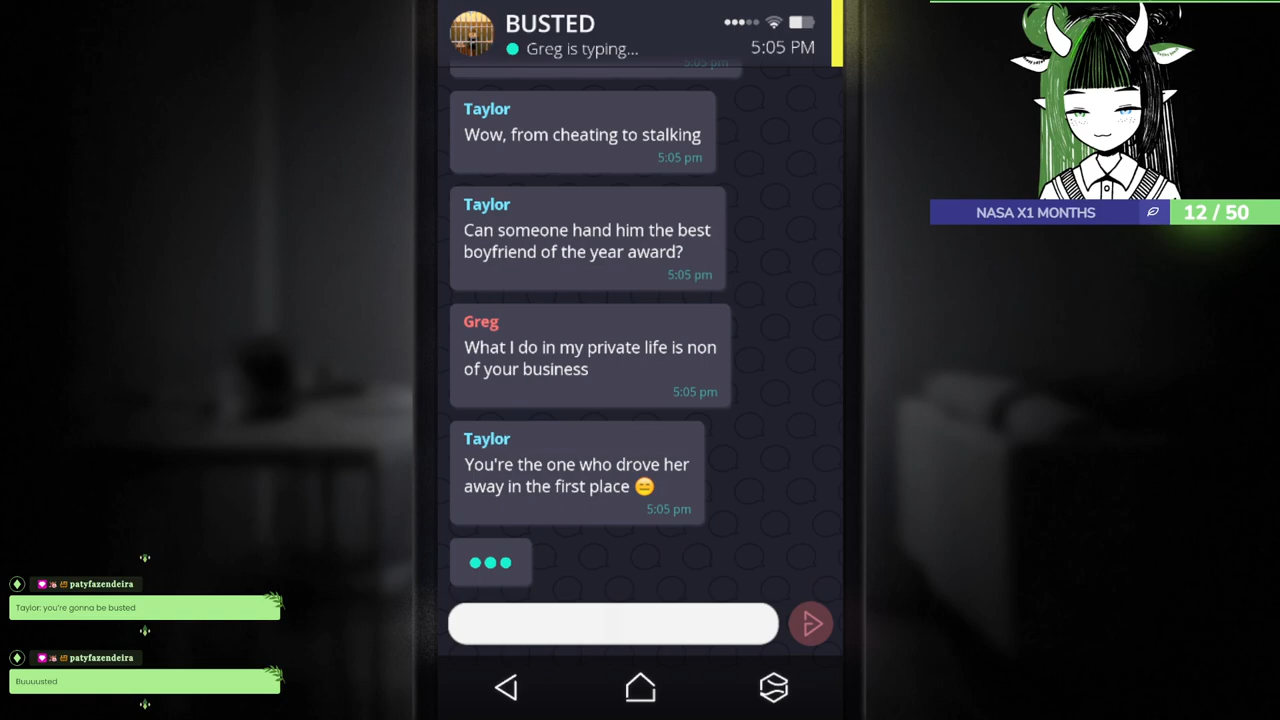 BUSTED
Greg is typing...
5:05 PM
5:05 pm
Taylor
Wow, from cheating to stalking
5:05 pm
Taylor
Can someone hand him the best
boyfriend of the year award?
5:05 pm
Greg
What I do in my private life is non
of your business
5:05 pm
Taylor
You're the one who drove her
away in the first place 😑
5:05 pm
NASA X1 MONTHS
12 / 50
patyfazendeira
Taylor: you're gonna be busted
patyfazendeira
Buuuusted